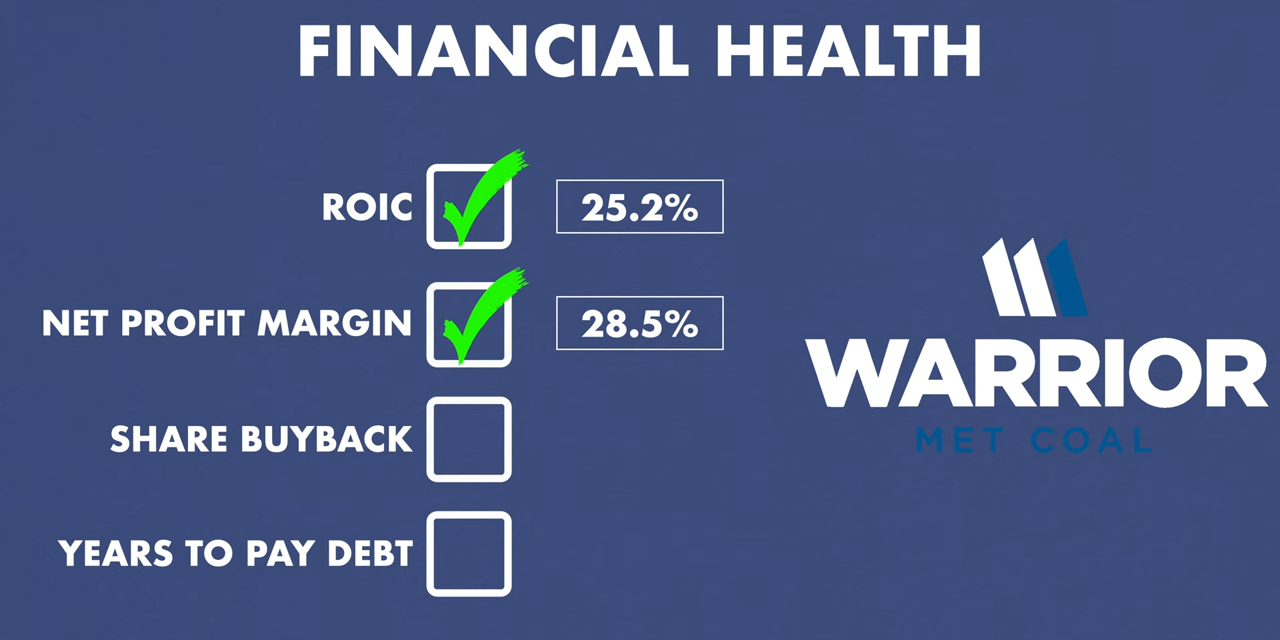 FINANCIAL HEALTH
ROIC 25.2%
NET PROFIT MARGIN 28.5%
SHARE BUYBACK
YEARS TO PAY DEBT
WARRIOR
MET COAL